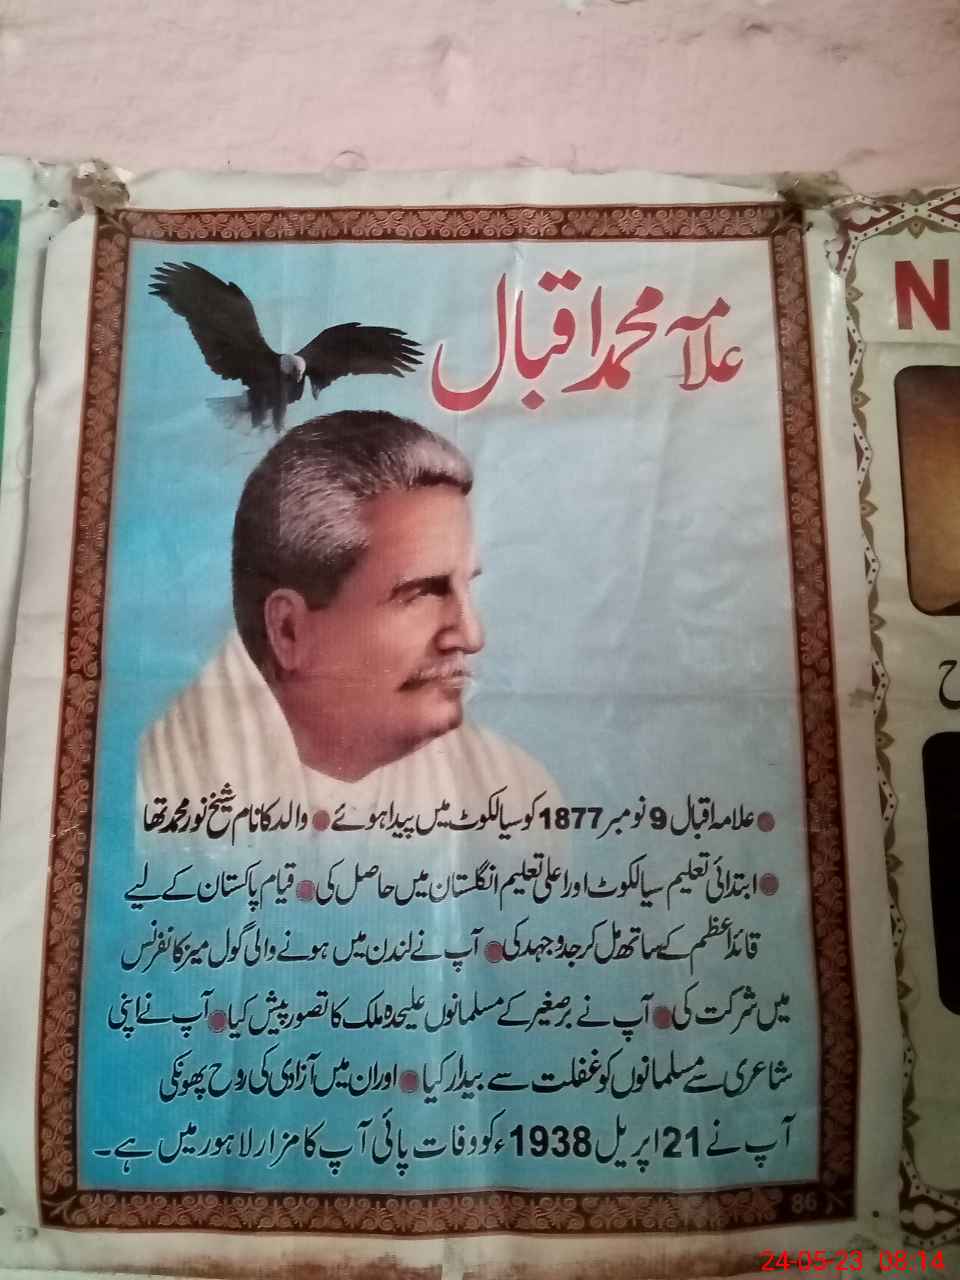 علامہ محمد اقبال
N
● علامہ اقبال 9 نومبر 1877 کو سیالکوٹ میں پیدا ہوئے ● والد کا نام شیخ نور محمد تھا
● ابتدائی تعلیم سیالکوٹ اور اعلی تعلیم انگلستان میں حاصل کی ● قیام پاکستان کے لیے
قائد اعظم کے ساتھ مل کر جدوجہد کی ● آپ نے لندن میں ہونے والی گول میز کانفرنس
میں شرکت کی ● آپ نے برصغیر کے مسلمانوں علیحدہ ملک کا تصور پیش کیا ● آپ نے اپنی
شاعری سے مسلمانوں کو غفلت سے بیدار کیا ● اور ان میں آزادی کی روح پھونکی
آپ نے 21 اپریل 1938ء کو وفات پائی آپ کا مزار لاہور میں ہے۔
86
24-05-23 08:14